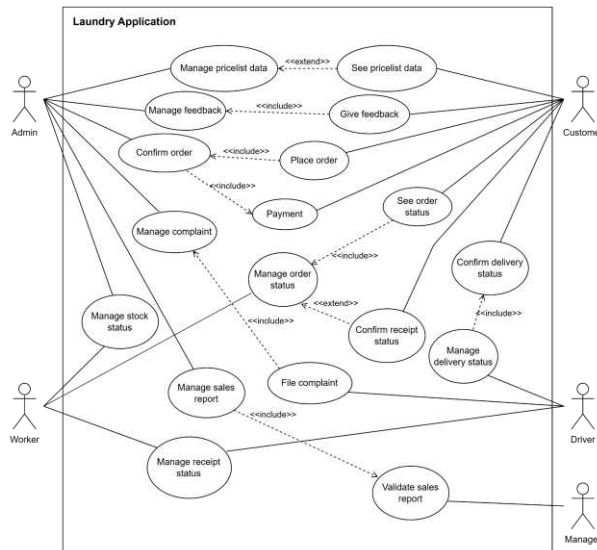 Laundry Application
Manage pricelist data
<<extend>>
See pricelist data
Admin
Customer
Manage feedback
<<include>>
Give feedback
Confirm order
<<include>>
Place order
<<include>>
Payment
See order
status
Manage complaint
<<include>>
Manage order
status
Confirm delivery
status
<<extend>>
<<include>>
Manage stock
status
<<include>>
Confirm receipt
status
Manage
delivery status
Manage sales
report
File complaint
<<include>>
Worker
Driver
Manage receipt
status
Validate sales
report
Manage